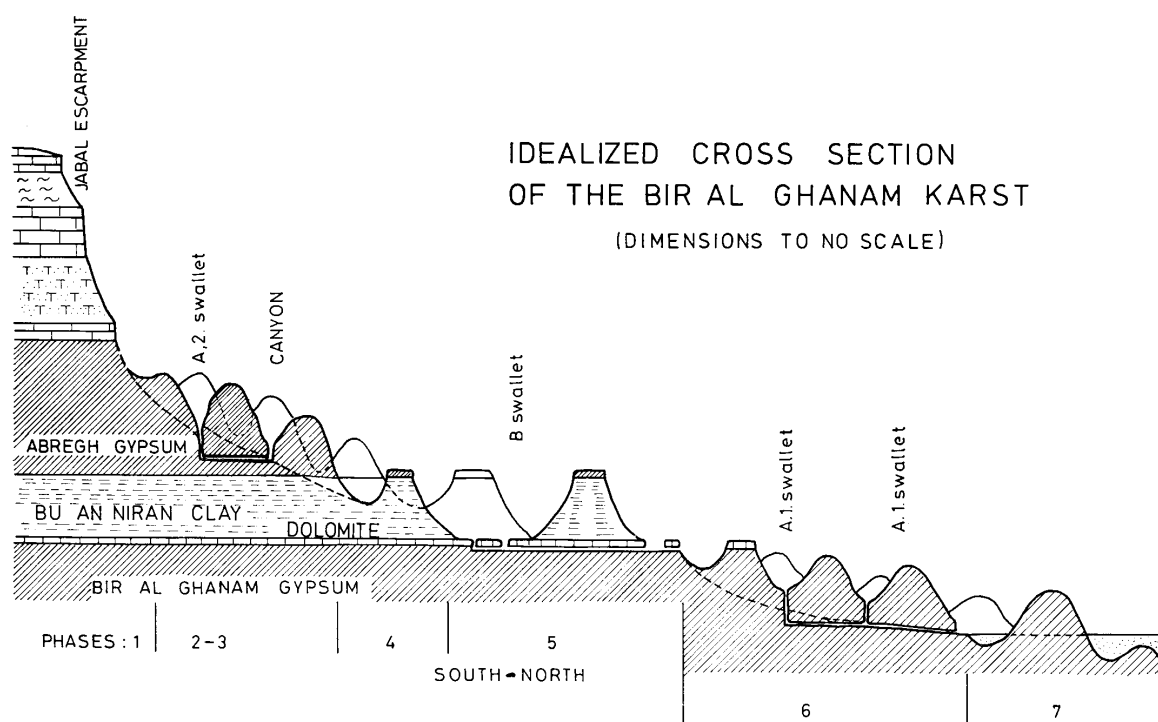 JABAL ESCARPMENT
IDEALIZED CROSS SECTION
OF THE BIR AL GHANAM KARST
(DIMENSIONS TO NO SCALE)
A,2. swallet
CANYON
B swallet
A.1.swallet
A.1.swallet
ABREGH GYPSUM
BU AN NIRAN CLAY
DOLOMITE
BIR AL GHANAM GYPSUM
PHASES: 1 2-3 4 5
SOUTH-NORTH
6 7